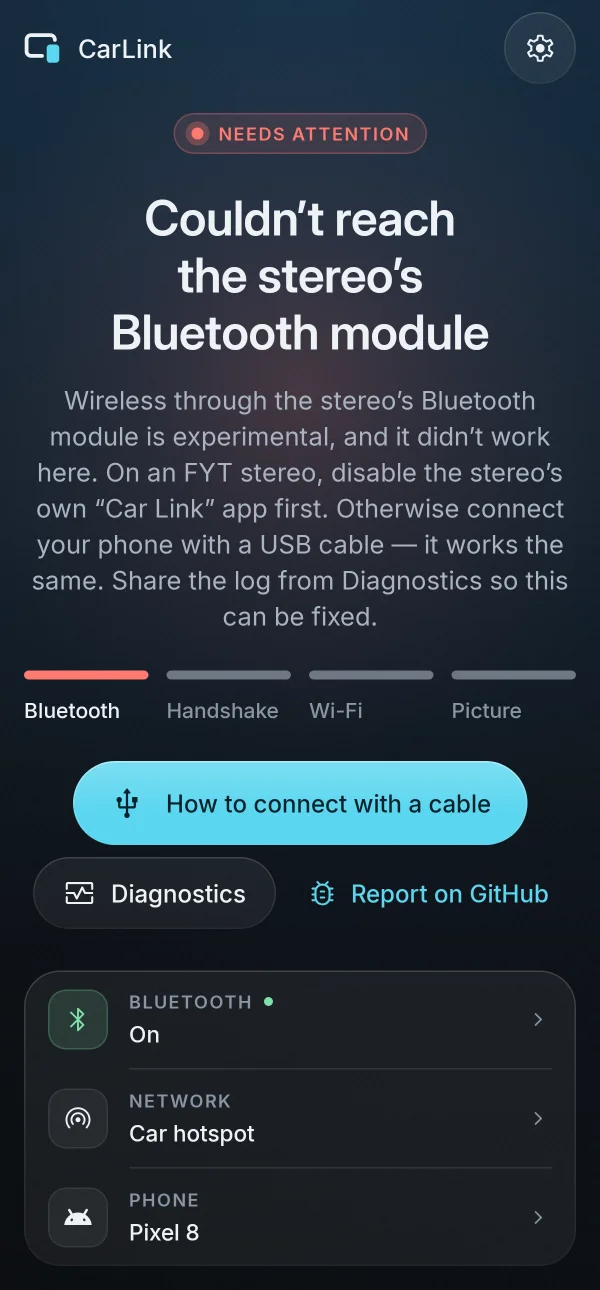 CarLink
NEEDS ATTENTION
Couldn’t reach
the stereo’s
Bluetooth module
Wireless through the stereo’s Bluetooth
module is experimental, and it didn’t work
here. On an FYT stereo, disable the stereo’s
own “Car Link” app first. Otherwise connect
your phone with a USB cable — it works the
same. Share the log from Diagnostics so this
can be fixed.
Bluetooth Handshake Wi-Fi Picture
How to connect with a cable
Diagnostics Report on GitHub
BLUETOOTH
On
NETWORK
Car hotspot
PHONE
Pixel 8